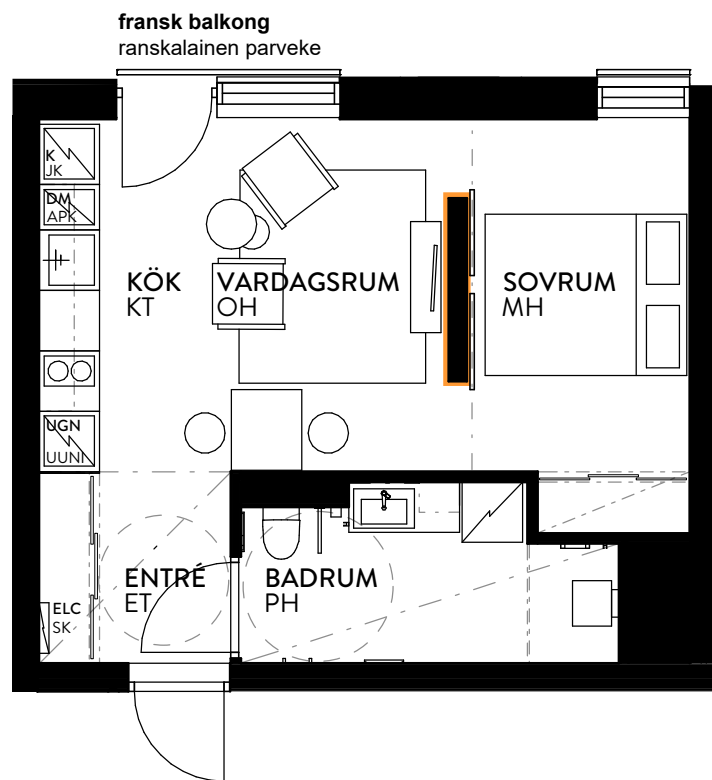 fransk balkong
ranskalainen parveke
K
JK
DM
APK
KÖK
KT
VARDAGSRUM
OH
SOVRUM
MH
UGN
UUNI
ENTRÉ
ET
BADRUM
PH
ELC
SK